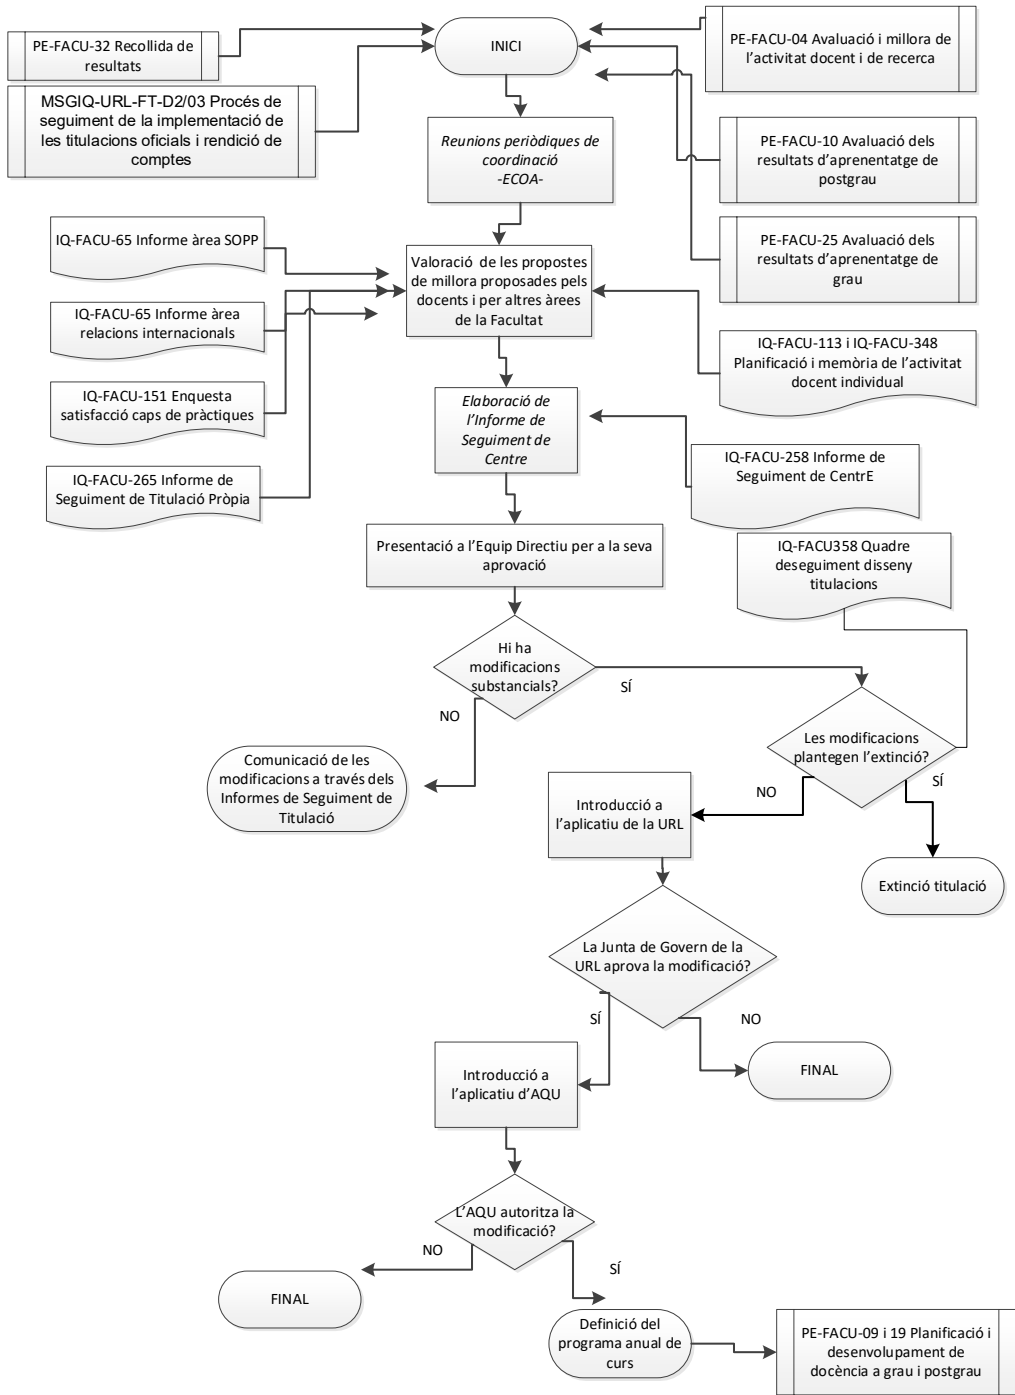 PE-FACU-32 Recollida de
resultats
INICI
PE-FACU-04 Avaluació i millora de
l'activitat docent i de recerca
MSGIQ-URL-FT-D2/03 Procés de
seguiment de la implementació de
les titulacions oficials i rendició de
comptes
Reunions periòdiques de
coordinació
-ECOA-
PE-FACU-10 Avaluació dels
resultats d'aprenentatge de
postgrau
PE-FACU-25 Avaluació dels
resultats d'aprenentatge de
grau
IQ-FACU-65 Informe àrea SOPP
Valoració de les propostes
de millora proposades pels
docents i per altres àrees
de la Facultat
IQ-FACU-65 Informe àrea
relacions internacionals
IQ-FACU-113 i IQ-FACU-348
Planificació i memòria de l'activitat
docent individual
IQ-FACU-151 Enquesta
satisfacció caps de pràctiques
Elaboració de
l'Informe de
Seguiment de
Centre
IQ-FACU-258 Informe de
Seguiment de CentrE
IQ-FACU-265 Informe de
Seguiment de Titulació Pròpia
Presentació a l'Equip Directiu per a la seva
aprovació
IQ-FACU358 Quadre
deseguiment disseny
titulacions
Hi ha
modificacions
substancials?
SÍ
NO
Les modificacions
plantegen l'extinció?
Comunicació de les
modificacions a través dels
Informes de Seguiment de
Titulació
SÍ
NO
Introducció a
l'aplicatiu de la URL
Extinció titulació
La Junta de Govern de la
URL aprova la modificació?
SÍ
NO
FINAL
Introducció a
l'aplicatiu d'AQU
L'AQU autoritza la
modificació?
NO
SÍ
FINAL
Definició del
programa anual de
curs
PE-FACU-09 i 19 Planificació i
desenvolupament de
docència a grau i postgrau